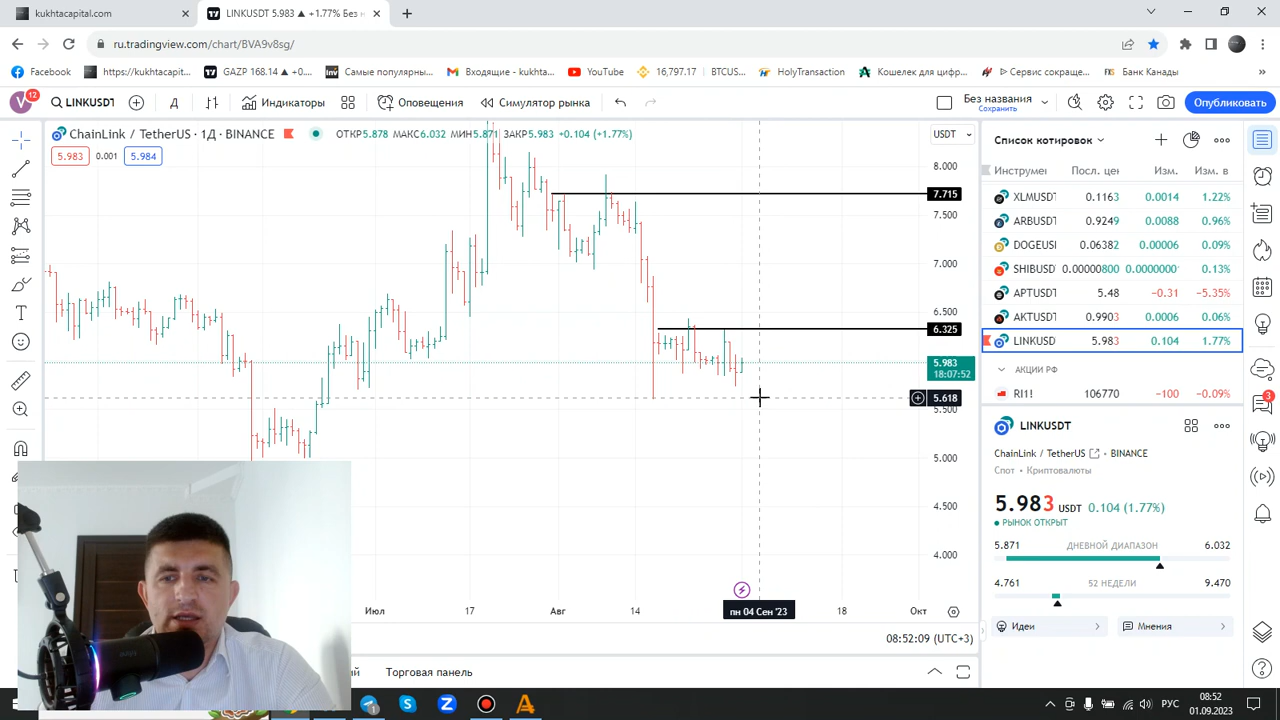 kukhtacapital.com
LINKUSDT 5.983 ▲ +1.77% Без н
ru.tradingview.com/chart/BVA9v8sg/
Facebook
https://kukhtacapit...
GAZP 168.14 ▲ +0....
Самые популярны...
Входящие - kukhta...
YouTube
16,797.17 | BTCUS...
HolyTransaction
Кошелек для цифр...
Сервис сокраще...
Банк Канады
12
LINKUSDT
Д
Индикаторы
Оповещения
Симулятор рынка
Без названия
Сохранить
Опубликовать
ChainLink / TetherUS · 1Д · BINANCE
ОТКР5.878 МАКС6.032 МИН5.871 ЗАКР5.983 +0.104 (+1.77%)
5.983 0.001 5.984
USDT
8.000
7.715
7.500
7.000
6.500
6.325
5.983
18:07:52
5.618
5.500
5.000
4.500
4.000
Июл
17
Авг
14
пн 04 Сен '23
18
Окт
08:52:09 (UTC+3)
Торговая панель
Список котировок
Инструмен Посл. цен Изм. Изм. в
XLMUSDT 0.1163 0.0014 1.22%
ARBUSDT 0.9249 0.0088 0.96%
DOGEUSI 0.06382 0.00006 0.09%
SHIBUSD 0.00000800 0.0000000 0.13%
APTUSDT 5.48 −0.31 −5.35%
AKTUSDT 0.9903 0.0006 0.06%
LINKUSD 5.983 0.104 1.77%
АКЦИИ РФ
RI1! 106770 −100 −0.09%
LINKUSDT
ChainLink / TetherUS · BINANCE
Спот · Криптовалюты
5.983 USDT 0.104 (1.77%)
РЫНОК ОТКРЫТ
5.871 ДНЕВНОЙ ДИАПАЗОН 6.032
4.761 52 НЕДЕЛИ 9.470
Идеи
Мнения
3
РУС
08:52
01.09.2023